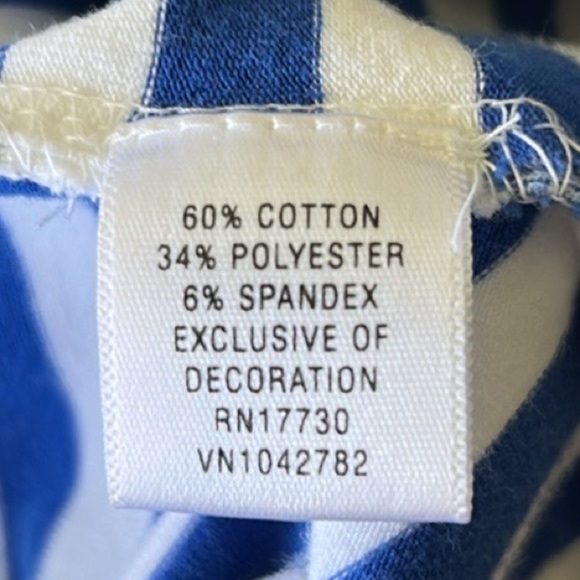 60% COTTON
34% POLYESTER
6% SPANDEX
EXCLUSIVE OF
DECORATION
RN17730
VN1042782